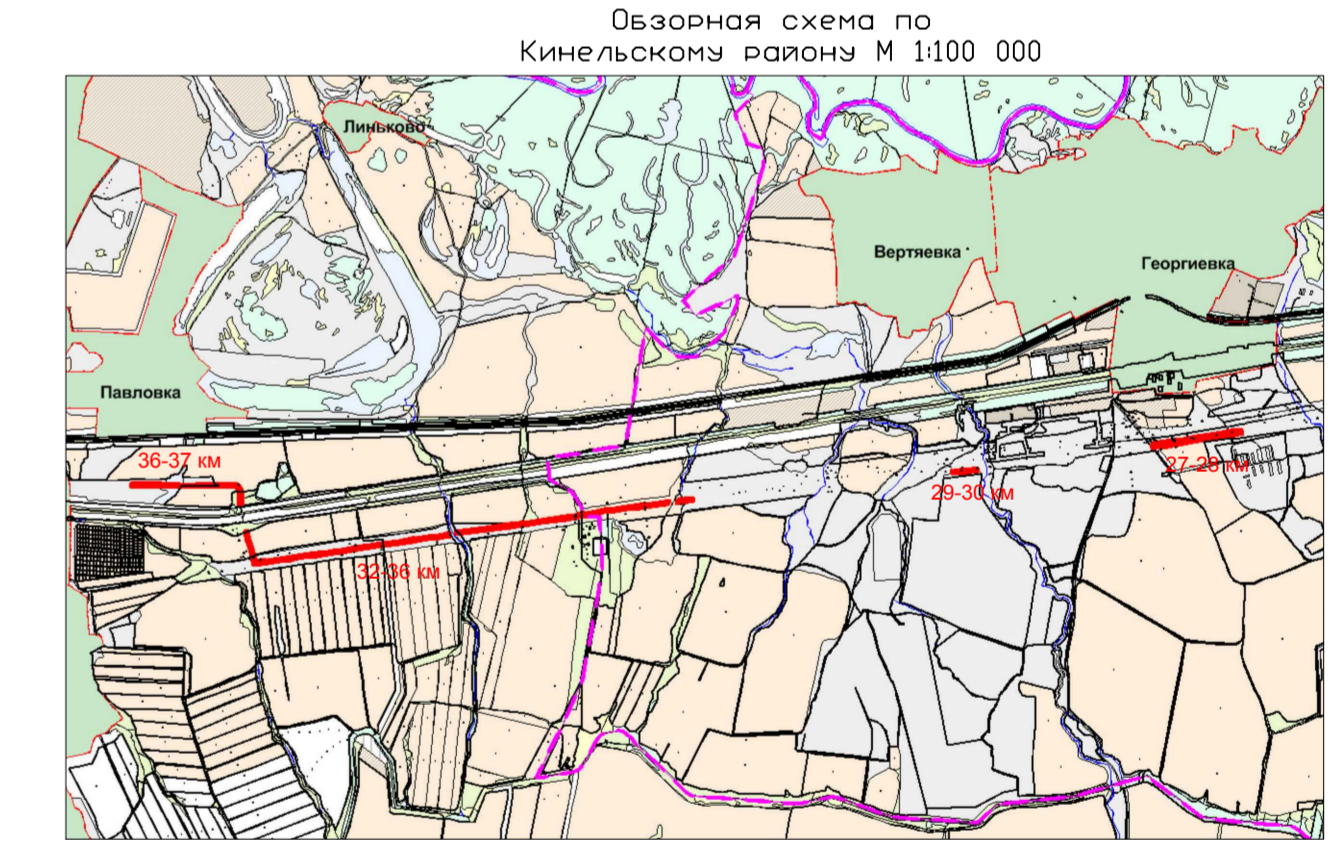 Обзорная схема по
Кинельскому району М 1:100 000
Линьково
Вертяевка
Георгиевка
Павловка
36-37 км
27-28 км
29-30 км
32-36 км